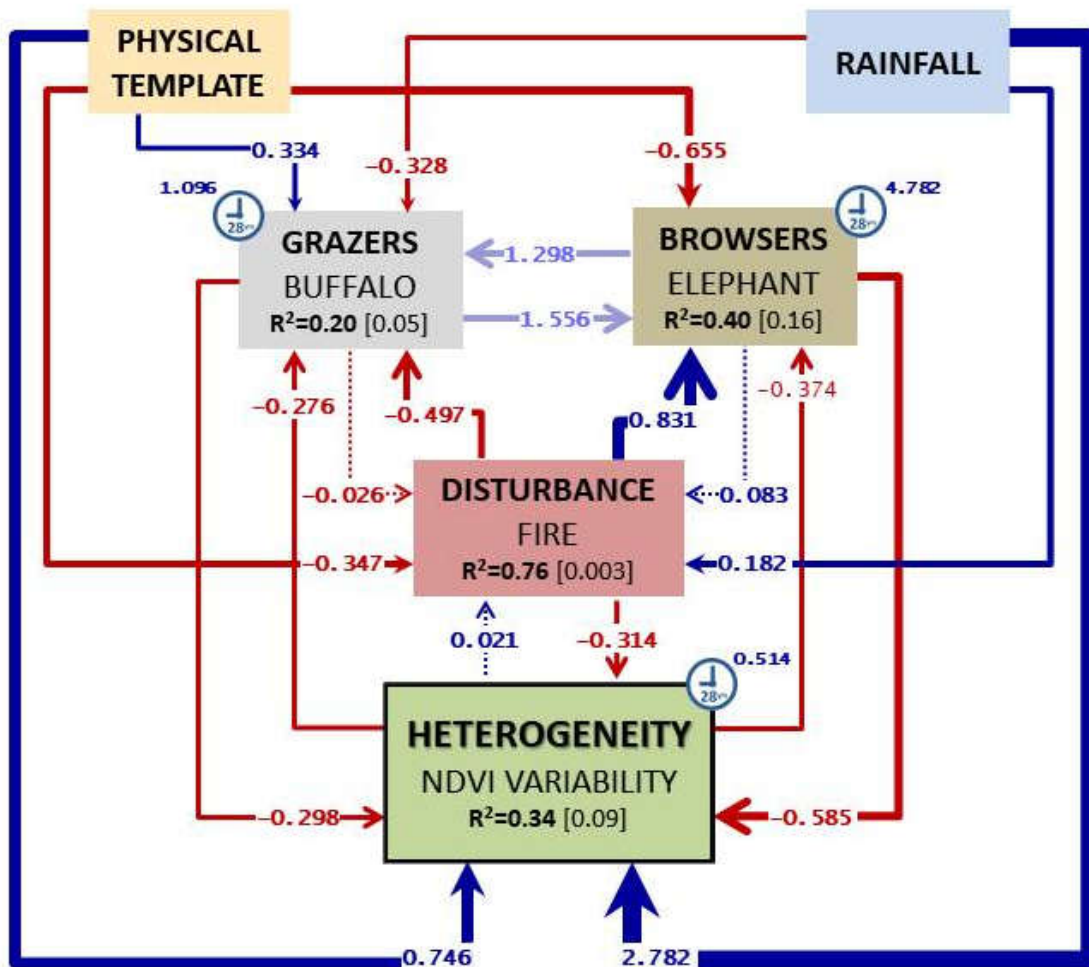 PHYSICAL
TEMPLATE
RAINFALL
0.334
−0.328
−0.655
1.096
28yrs
4.782
28yrs
GRAZERS
BUFFALO
R²=0.20 [0.05]
1.298
1.556
BROWSERS
ELEPHANT
R²=0.40 [0.16]
−0.276
−0.497
0.831
−0.374
DISTURBANCE
FIRE
R²=0.76 [0.003]
−0.026
0.083
−0.347
0.182
0.021
−0.314
0.514
28yrs
HETEROGENEITY
NDVI VARIABILITY
R²=0.34 [0.09]
−0.298
−0.585
0.746
2.782